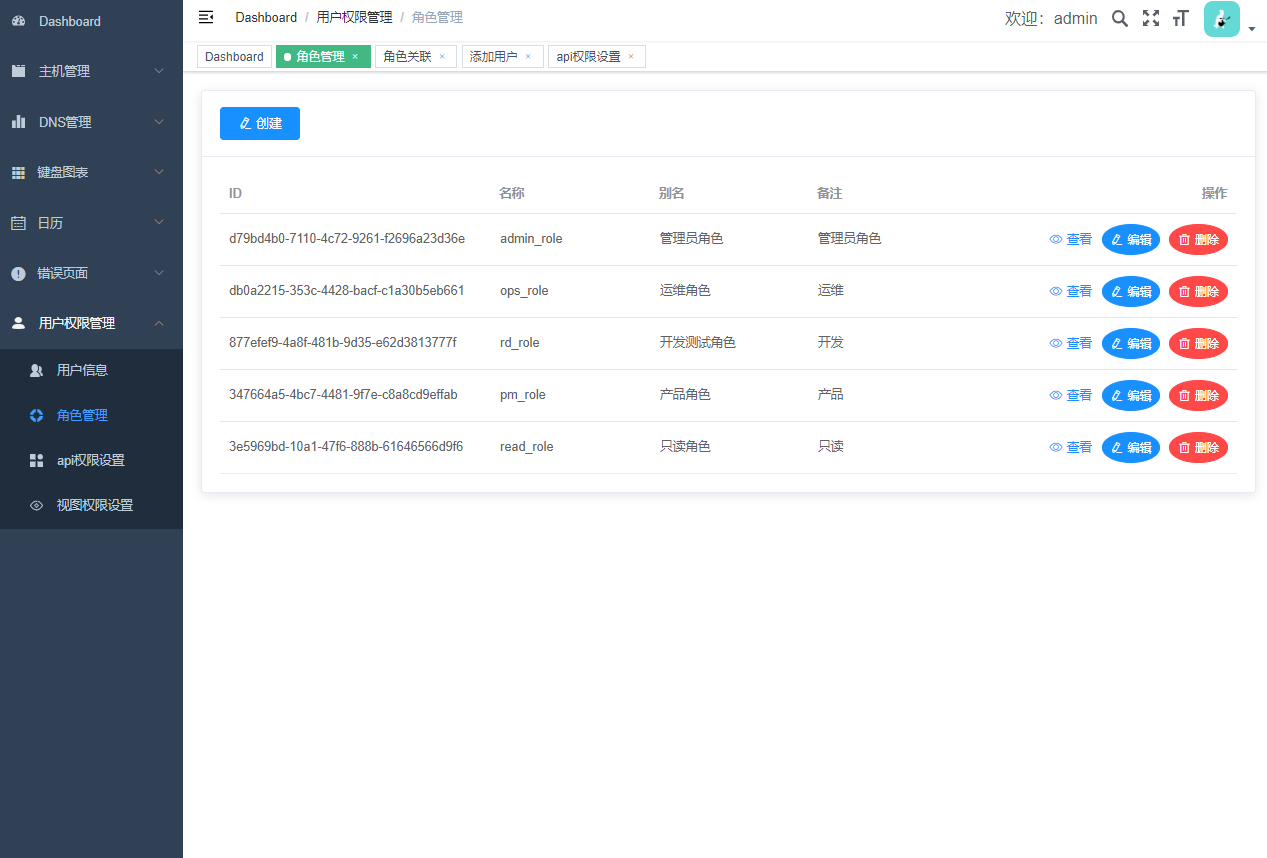 Dashboard
主机管理
DNS管理
键盘图表
日历
错误页面
用户权限管理
用户信息
角色管理
api权限设置
视图权限设置
Dashboard / 用户权限管理 / 角色管理
欢迎: admin
Dashboard 角色管理 × 角色关联 × 添加用户 × api权限设置 ×
创建
ID 名称 别名 备注 操作
d79bd4b0-7110-4c72-9261-f2696a23d36e admin_role 管理员角色 管理员角色 查看 编辑 删除
db0a2215-353c-4428-bacf-c1a30b5eb661 ops_role 运维角色 运维 查看 编辑 删除
877efef9-4a8f-481b-9d35-e62d3813777f rd_role 开发测试角色 开发 查看 编辑 删除
347664a5-4bc7-4481-9f7e-c8a8cd9effab pm_role 产品角色 产品 查看 编辑 删除
3e5969bd-10a1-47f6-888b-61646566d9f6 read_role 只读角色 只读 查看 编辑 删除